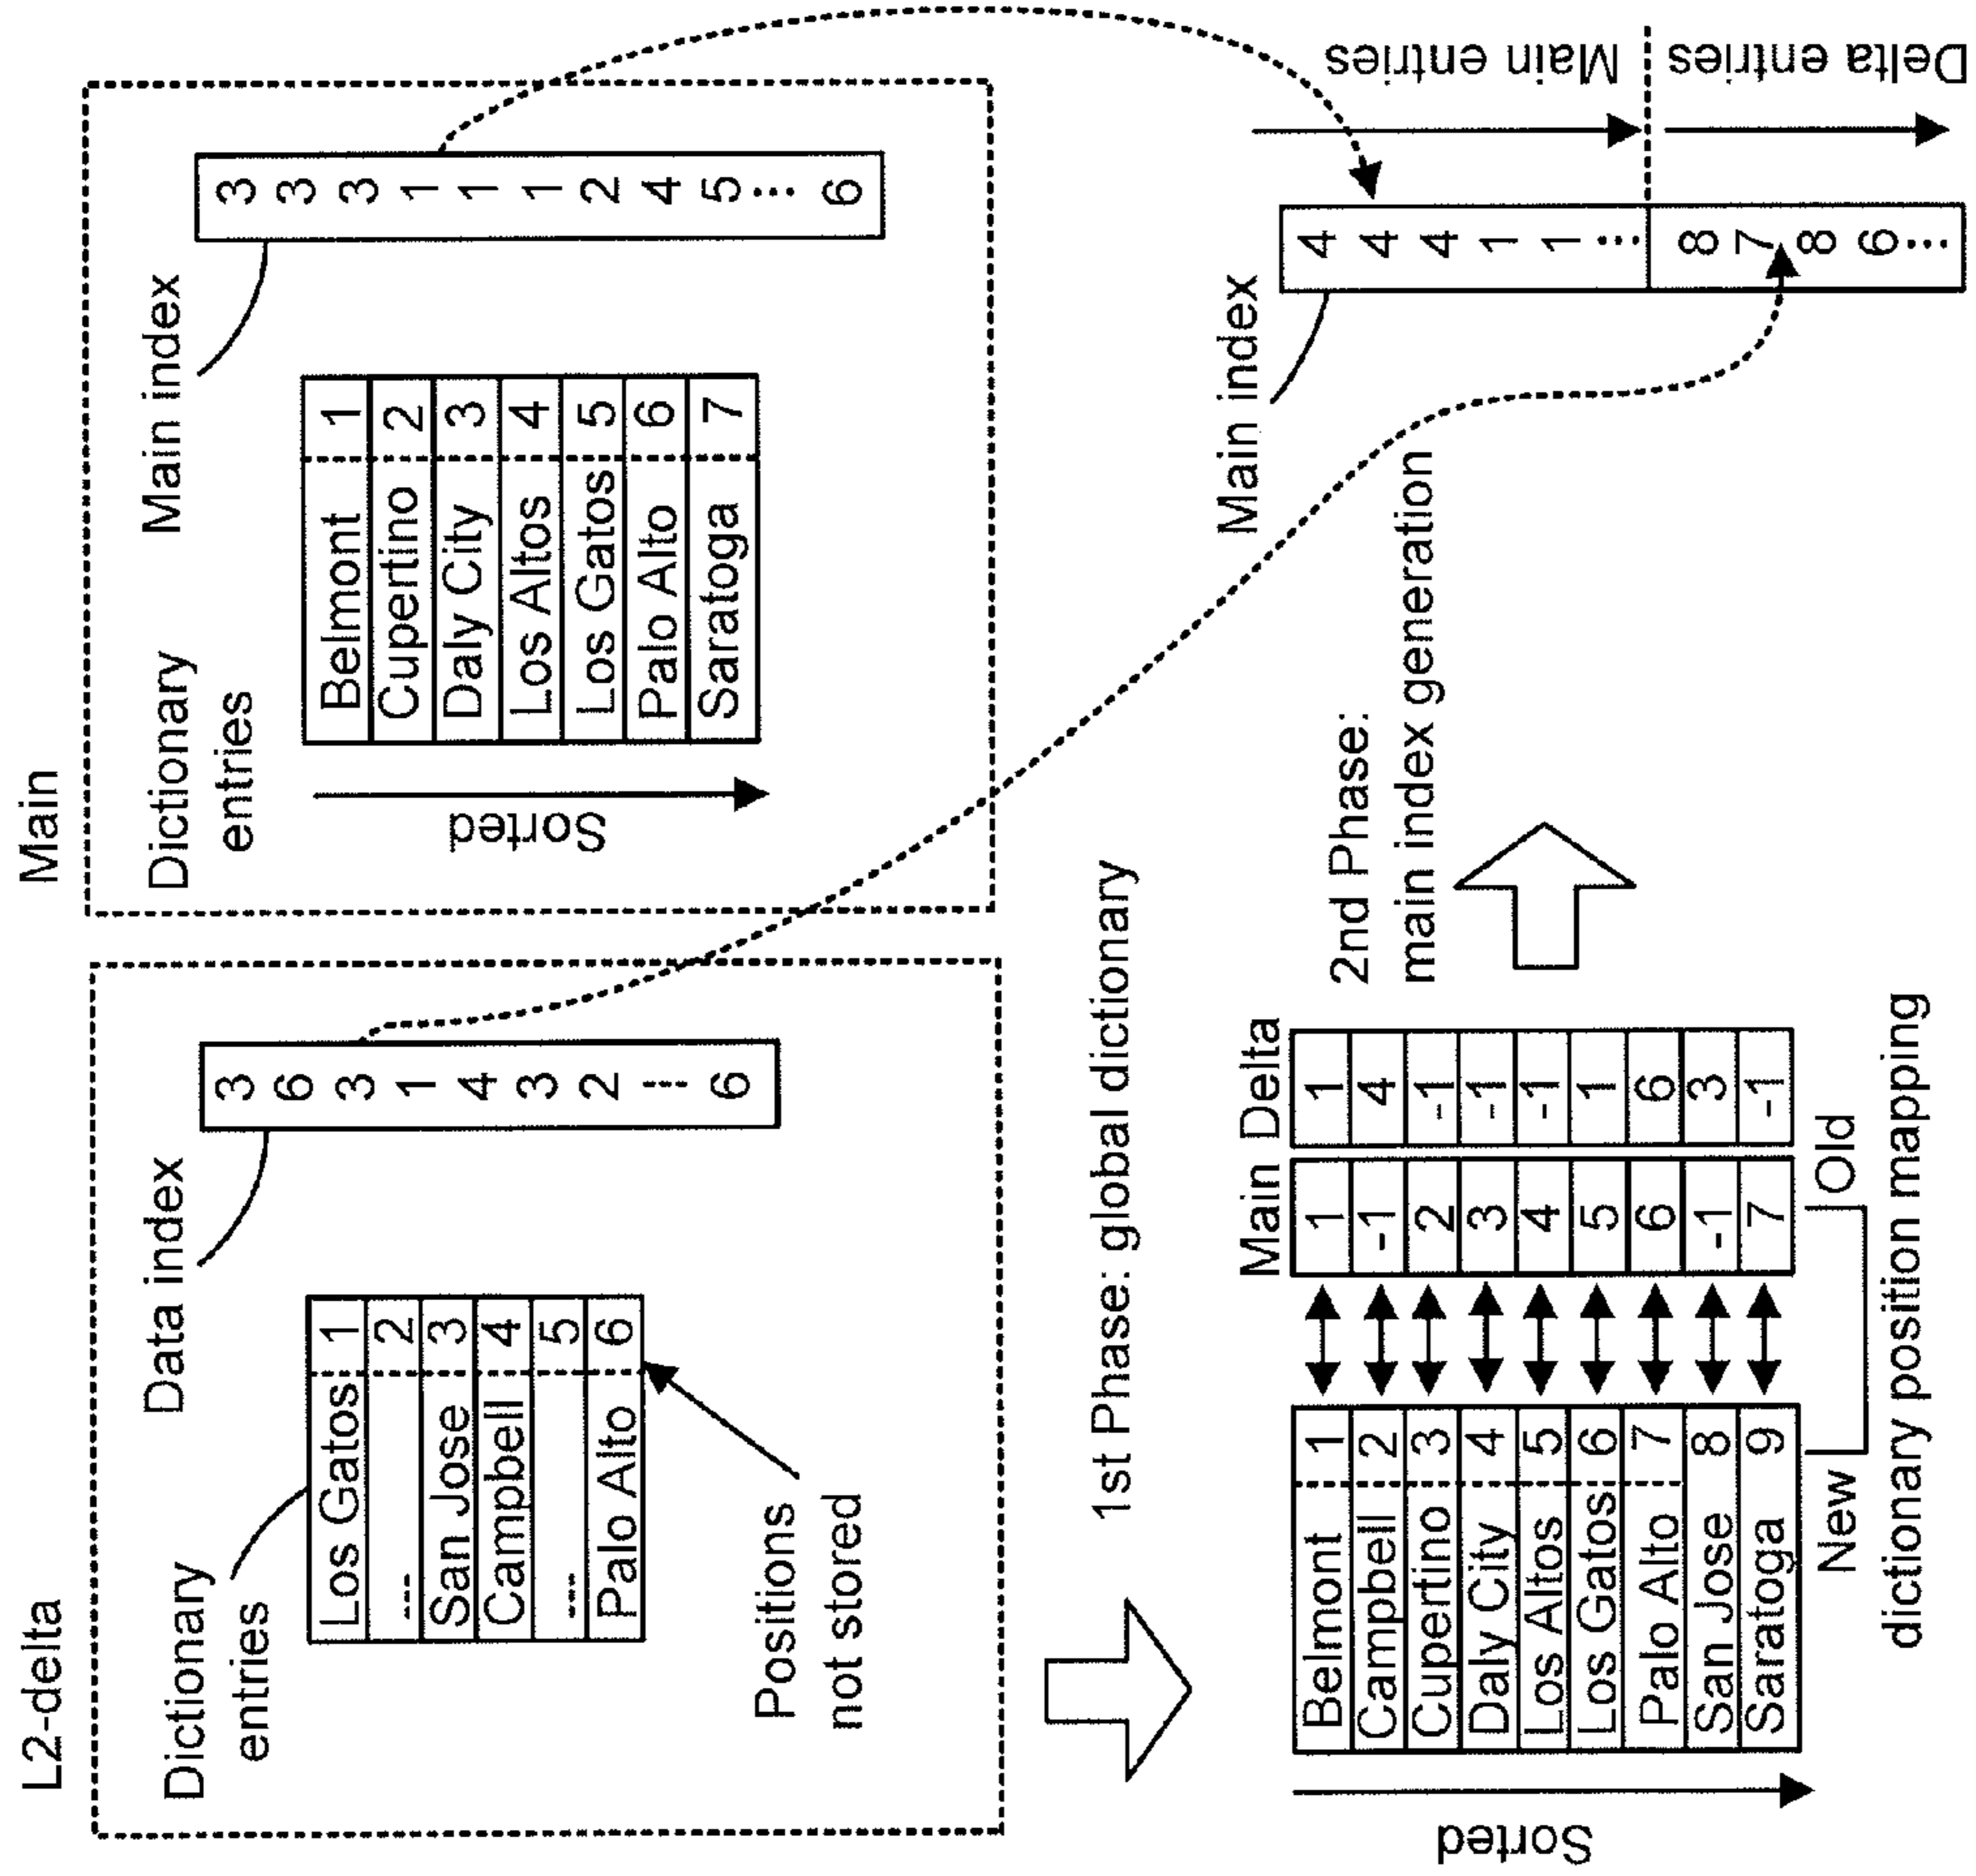 L2-delta
Dictionary
entries
Los Gatos 1
--- 2
San Jose 3
Campbell 4
--- 5
Palo Alto 6
Positions
not stored
Data index
3
6
3
1
4
3
2
---
6
Main
Dictionary
entries
Sorted
Belmont 1
Cupertino 2
Daly City 3
Los Altos 4
Los Gatos 5
Palo Alto 6
Saratoga 7
Main index
3
3
3
1
1
1
2
4
5
...
6
1st Phase: global dictionary
Sorted
Main Delta
Belmont 1 1 1
Campbell 2 -1 4
Cupertino 3 2 -1
Daly City 4 3 -1
Los Altos 5 4 -1
Los Gatos 6 5 1
Palo Alto 7 6 6
San Jose 8 -1 3
Saratoga 9 7 -1
New Old
dictionary position mapping
2nd Phase:
main index generation
Main index
4
4
4
1
1
...
8
7
8
6
...
Main entries
Delta entries